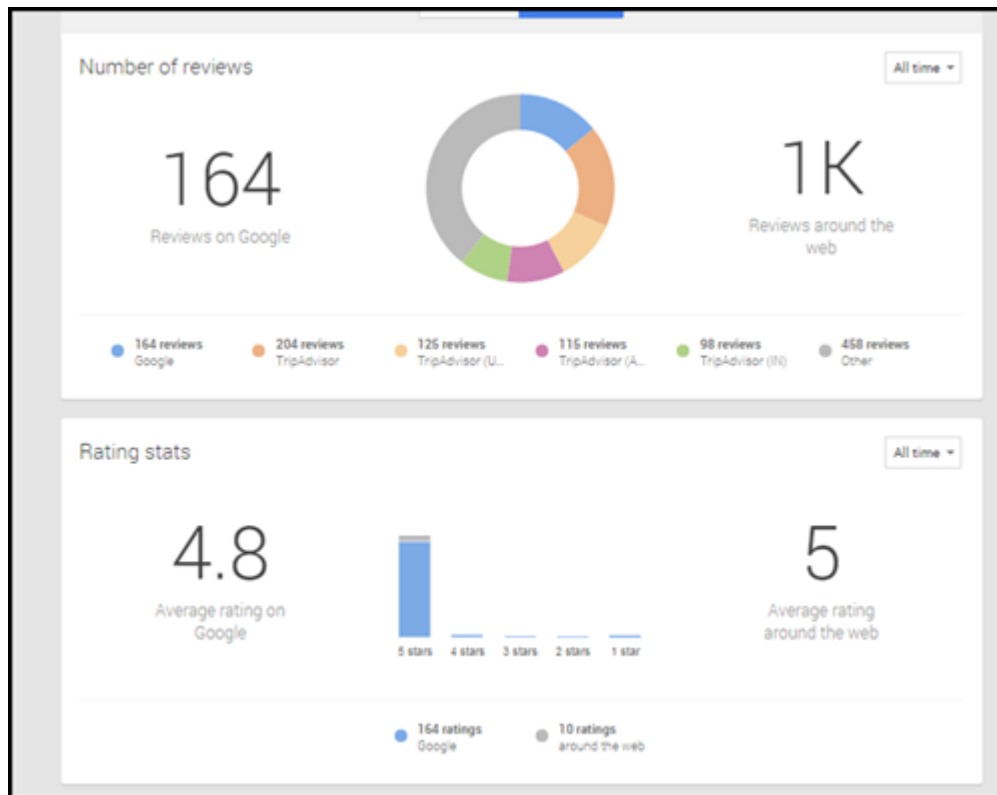 Number of reviews
All time
164
Reviews on Google
1K
Reviews around the
web
164 reviews
Google
204 reviews
TripAdvisor
125 reviews
TripAdvisor (U...
115 reviews
TripAdvisor (A...
98 reviews
TripAdvisor (IN)
458 reviews
Other
Rating stats
All time
4.8
Average rating on
Google
5 stars 4 stars 3 stars 2 stars 1 star
5
Average rating
around the web
164 ratings
Google
10 ratings
around the web